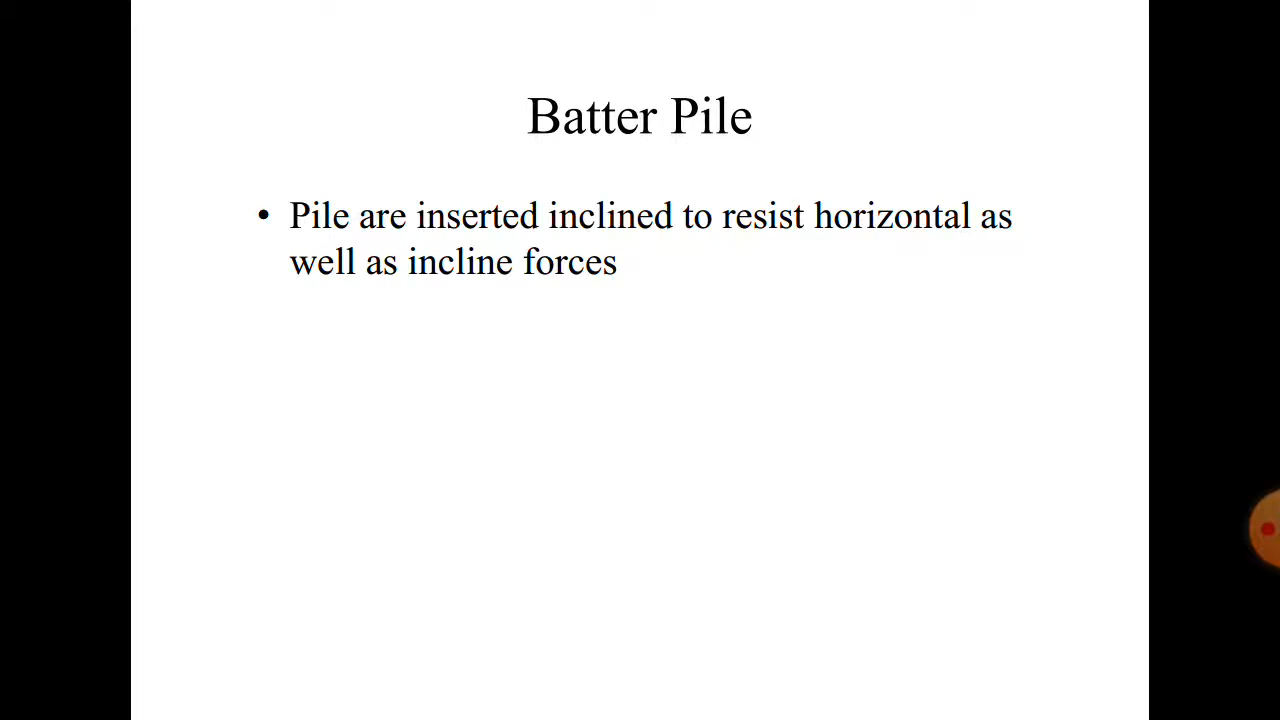 Batter Pile
• Pile are inserted inclined to resist horizontal as
well as incline forces